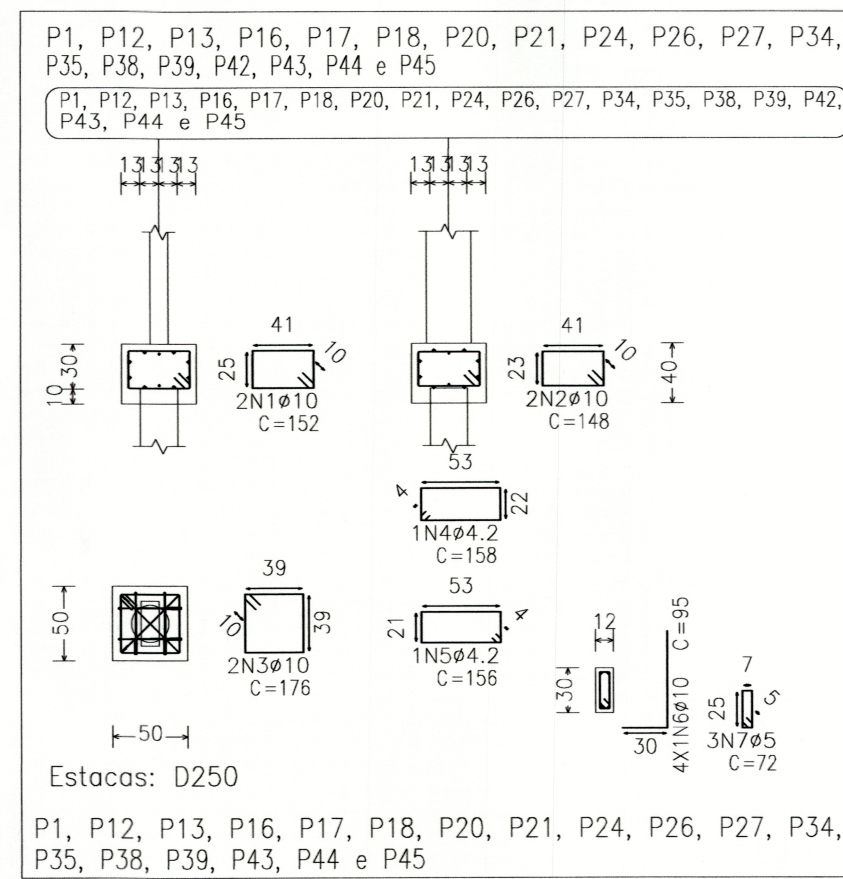 P1, P12, P13, P16, P17, P18, P20, P21, P24, P26, P27, P34,
P35, P38, P39, P42, P43, P44 e P45
P1, P12, P13, P16, P17, P18, P20, P21, P24, P26, P27, P34, P35, P38, P39, P42,
P43, P44 e P45
13 13 13 13
13 13 13 13
30
10
41
25
10
2N1ø10
C=152
41
23
10
2N2ø10
C=148
40
53
4
22
1N4ø4.2
C=158
50
50
39
10
39
2N3ø10
C=176
53
21
4
1N5ø4.2
C=156
12
30
30
4X1N6ø10 C=95
7
25
5
3N7ø5
C=72
Estacas: D250
P1, P12, P13, P16, P17, P18, P20, P21, P24, P26, P27, P34,
P35, P38, P39, P43, P44 e P45